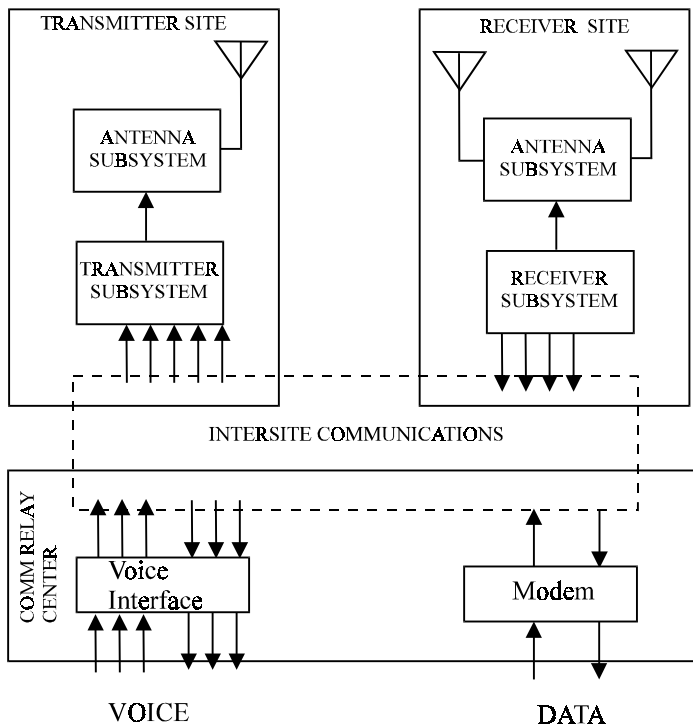 TRANSMITTER SITE
RECEIVER SITE
ANTENNA
SUBSYSTEM
ANTENNA
SUBSYSTEM
TRANSMITTER
SUBSYSTEM
RECEIVER
SUBSYSTEM
INTERSITE COMMUNICATIONS
COMM RELAY
CENTER
Voice
Interface
Modem
VOICE
DATA